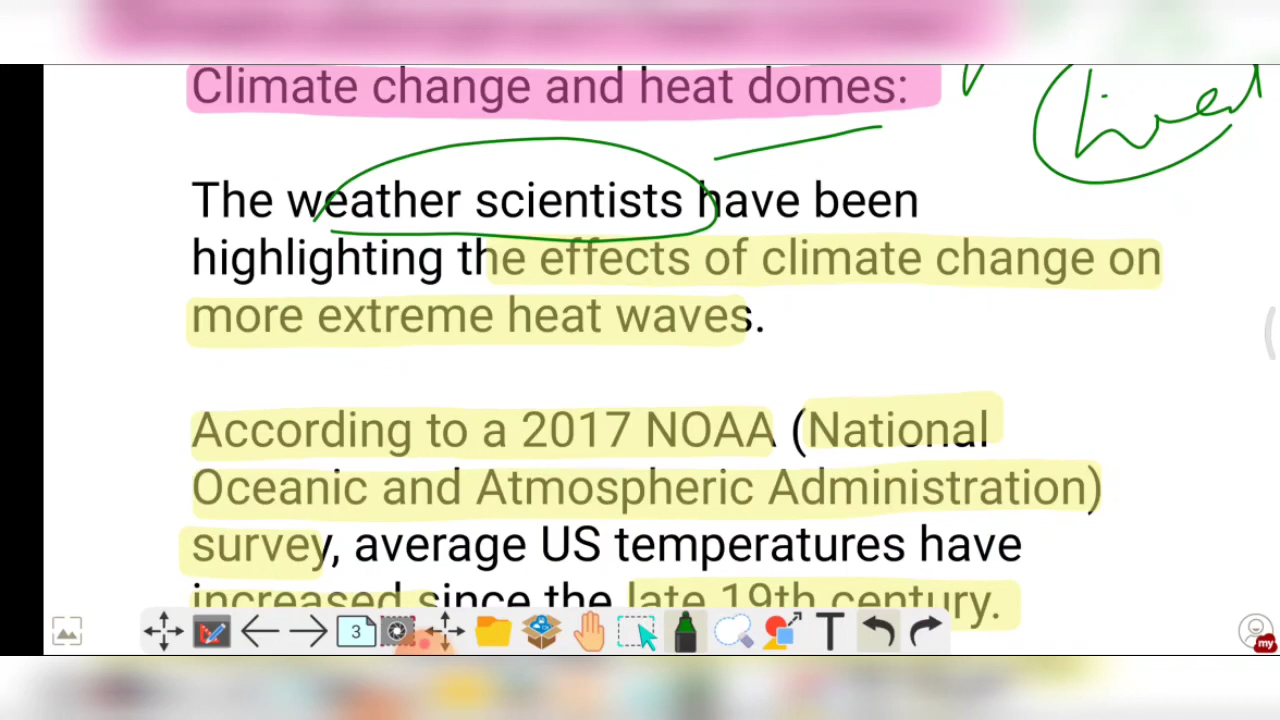 Climate change and heat domes:
lived
The weather scientists have been
highlighting the effects of climate change on
more extreme heat waves.
According to a 2017 NOAA (National
Oceanic and Atmospheric Administration)
survey, average US temperatures have
increased since the late 19th century.
3
T
my